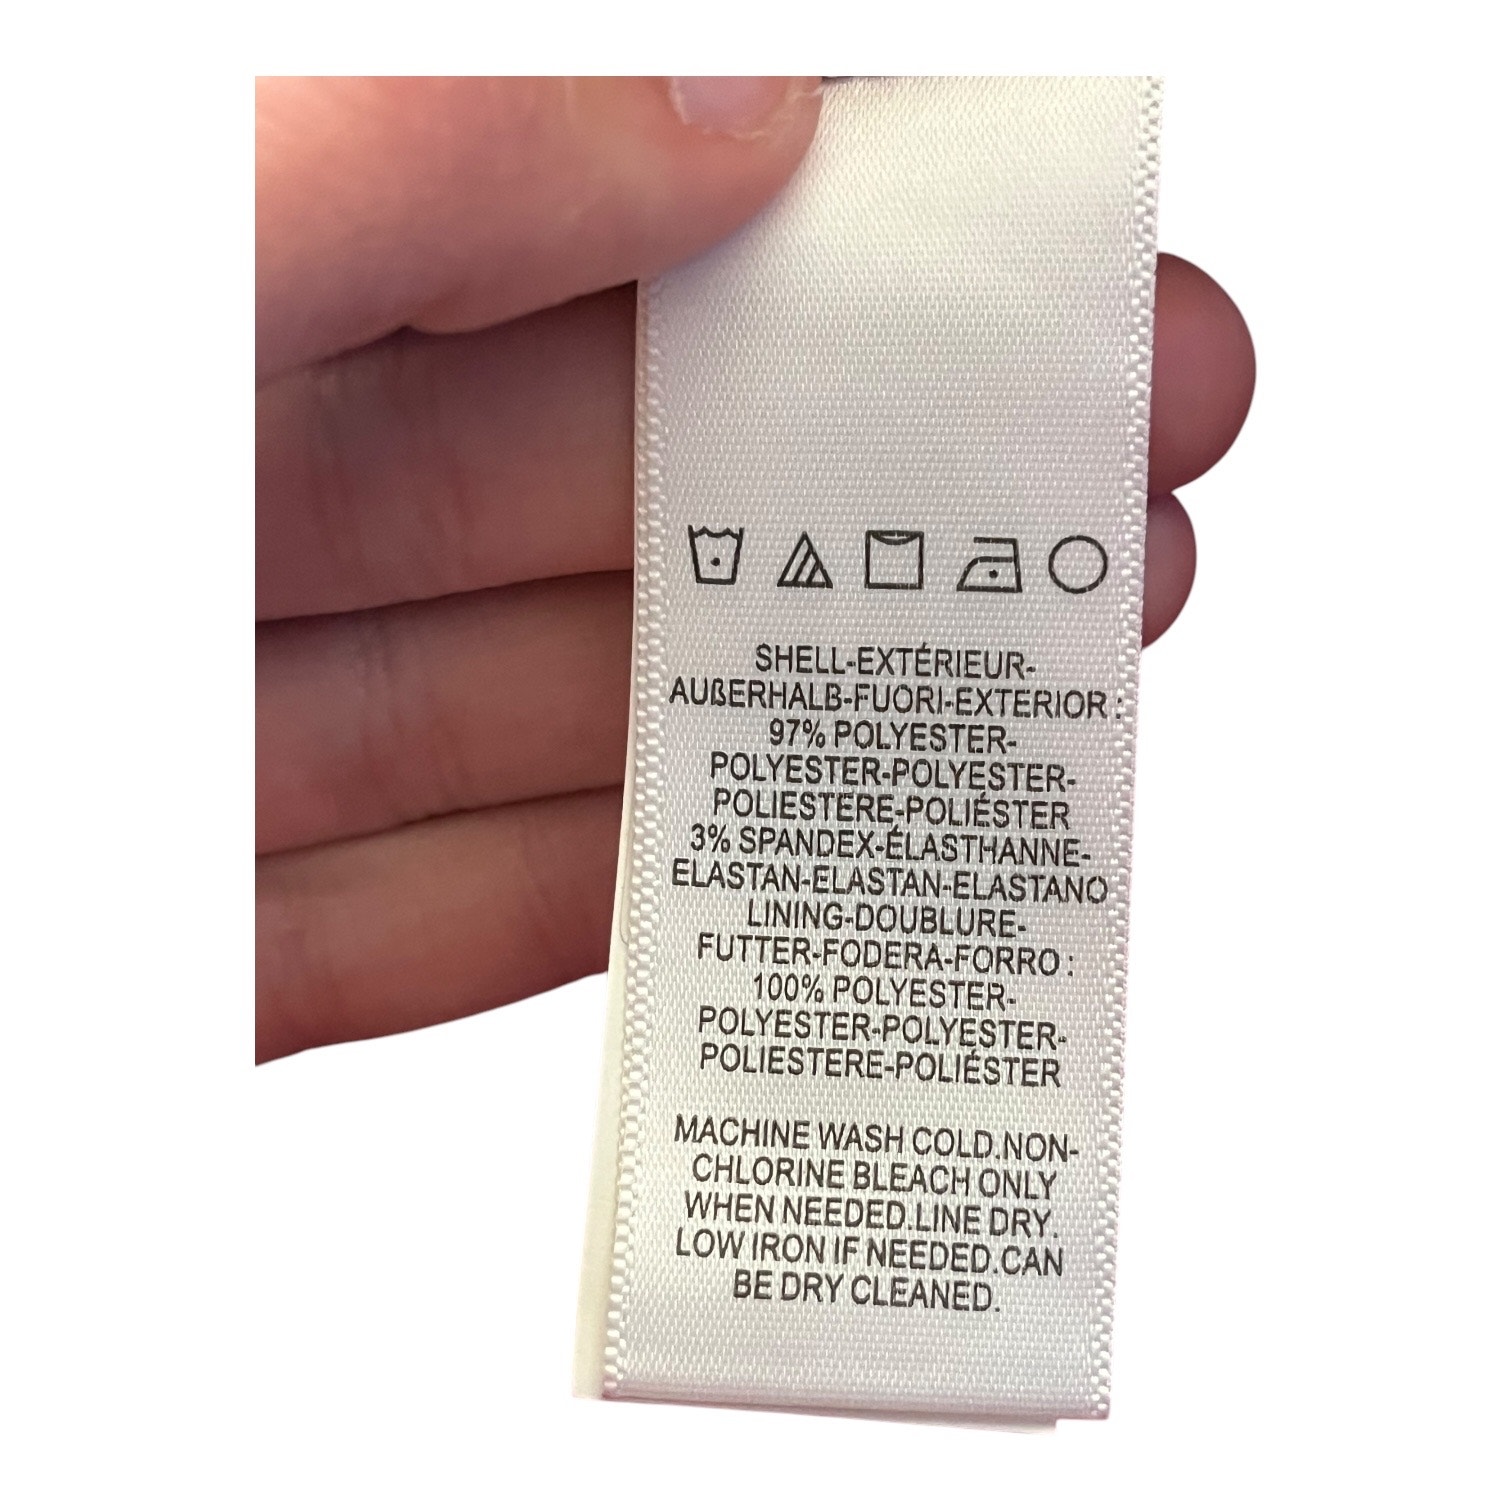 SHELL-EXTÉRIEUR-
AUßERHALB-FUORI-EXTERIOR :
97% POLYESTER-
POLYESTER-POLYESTER-
POLIESTERE-POLIÉSTER
3% SPANDEX-ÉLASTHANNE-
ELASTAN-ELASTAN-ELASTANO
LINING-DOUBLURE-
FUTTER-FODERA-FORRO :
100% POLYESTER-
POLYESTER-POLYESTER-
POLIESTERE-POLIÉSTER
MACHINE WASH COLD.NON-
CHLORINE BLEACH ONLY
WHEN NEEDED.LINE DRY.
LOW IRON IF NEEDED.CAN
BE DRY CLEANED.